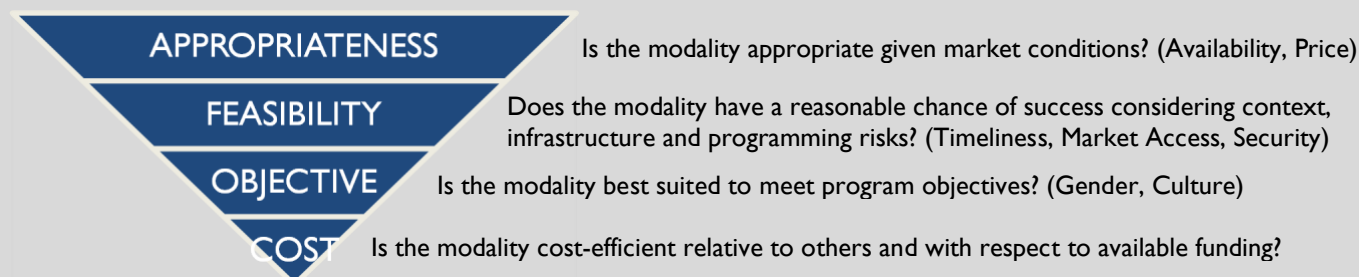 APPROPRIATENESS
Is the modality appropriate given market conditions? (Availability, Price)
FEASIBILITY
Does the modality have a reasonable chance of success considering context,
infrastructure and programming risks? (Timeliness, Market Access, Security)
OBJECTIVE
Is the modality best suited to meet program objectives? (Gender, Culture)
COST
Is the modality cost-efficient relative to others and with respect to available funding?